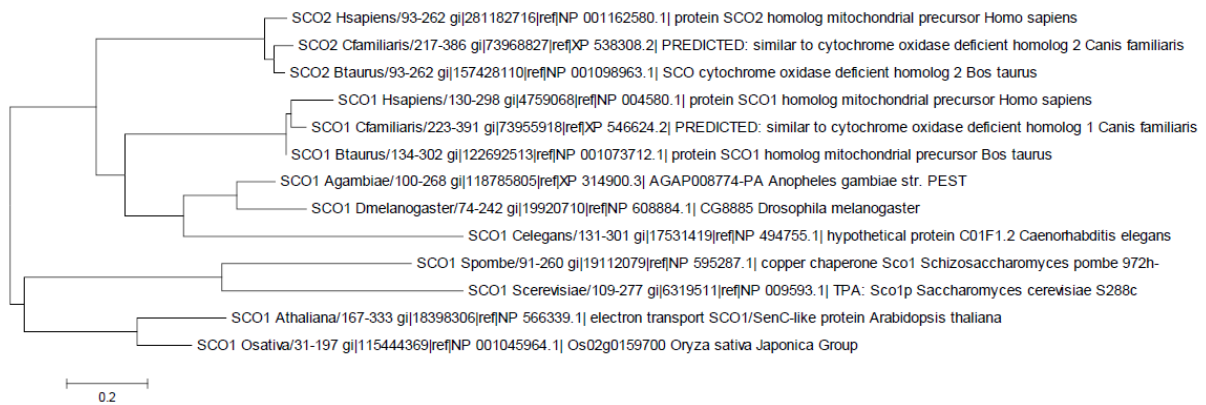 SCO2 Hsapiens/93-262 gi|281182716|ref|NP 001162580.1| protein SCO2 homolog mitochondrial precursor Homo sapiens
SCO2 Cfamiliaris/217-386 gi|73968827|ref|XP 538308.2| PREDICTED: similar to cytochrome oxidase deficient homolog 2 Canis familiaris
SCO2 Btaurus/93-262 gi|157428110|ref|NP 001098963.1| SCO cytochrome oxidase deficient homolog 2 Bos taurus
SCO1 Hsapiens/130-298 gi|4759068|ref|NP 004580.1| protein SCO1 homolog mitochondrial precursor Homo sapiens
SCO1 Cfamiliaris/223-391 gi|73955918|ref|XP 546624.2| PREDICTED: similar to cytochrome oxidase deficient homolog 1 Canis familiaris
SCO1 Btaurus/134-302 gi|122692513|ref|NP 001073712.1| protein SCO1 homolog mitochondrial precursor Bos taurus
SCO1 Agambiae/100-268 gi|118785805|ref|XP 314900.3| AGAP008774-PA Anopheles gambiae str. PEST
SCO1 Dmelanogaster/74-242 gi|19920710|ref|NP 608884.1| CG8885 Drosophila melanogaster
SCO1 Celegans/131-301 gi|17531419|ref|NP 494755.1| hypothetical protein C01F1.2 Caenorhabditis elegans
SCO1 Spombe/91-260 gi|19112079|ref|NP 595287.1| copper chaperone Sco1 Schizosaccharomyces pombe 972h-
SCO1 Scerevisiae/109-277 gi|6319511|ref|NP 009593.1| TPA: Sco1p Saccharomyces cerevisiae S288c
SCO1 Athaliana/167-333 gi|18398306|ref|NP 566339.1| electron transport SCO1/SenC-like protein Arabidopsis thaliana
SCO1 Osativa/31-197 gi|115444369|ref|NP 001045964.1| Os02g0159700 Oryza sativa Japonica Group
0.2